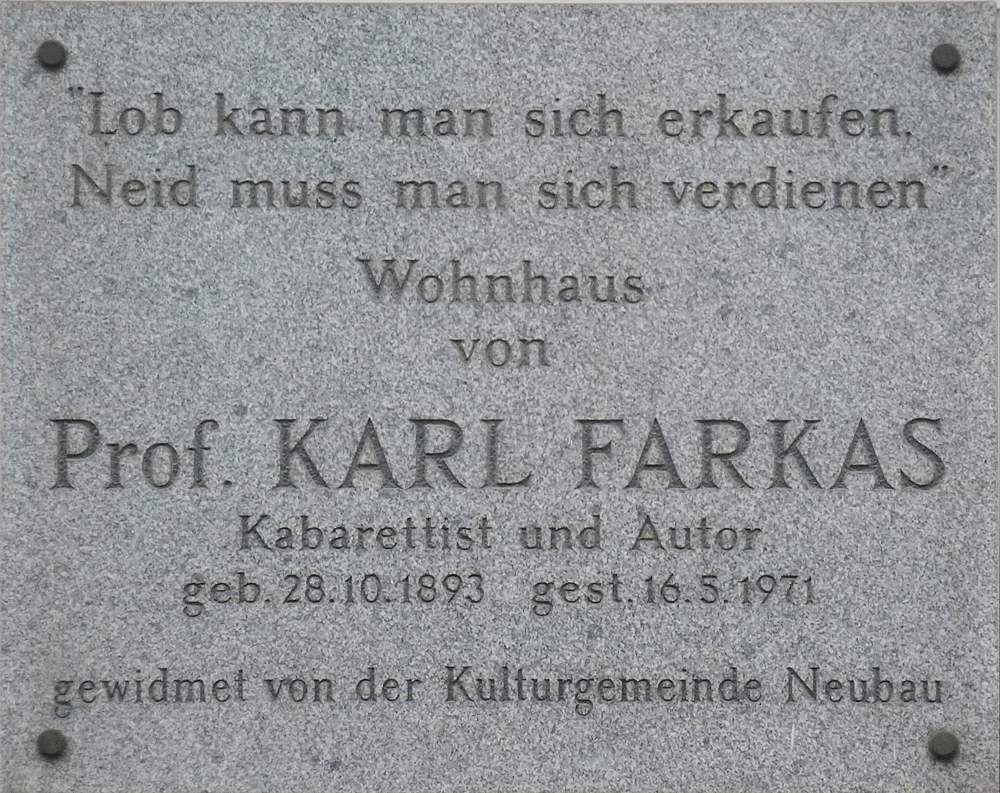 "Lob kann man sich erkaufen,
Neid muss man sich verdienen"
Wohnhaus
von
Prof. KARL FARKAS
Kabarettist und Autor
geb. 28.10.1893 gest. 16.5.1971
gewidmet von der Kulturgemeinde Neubau